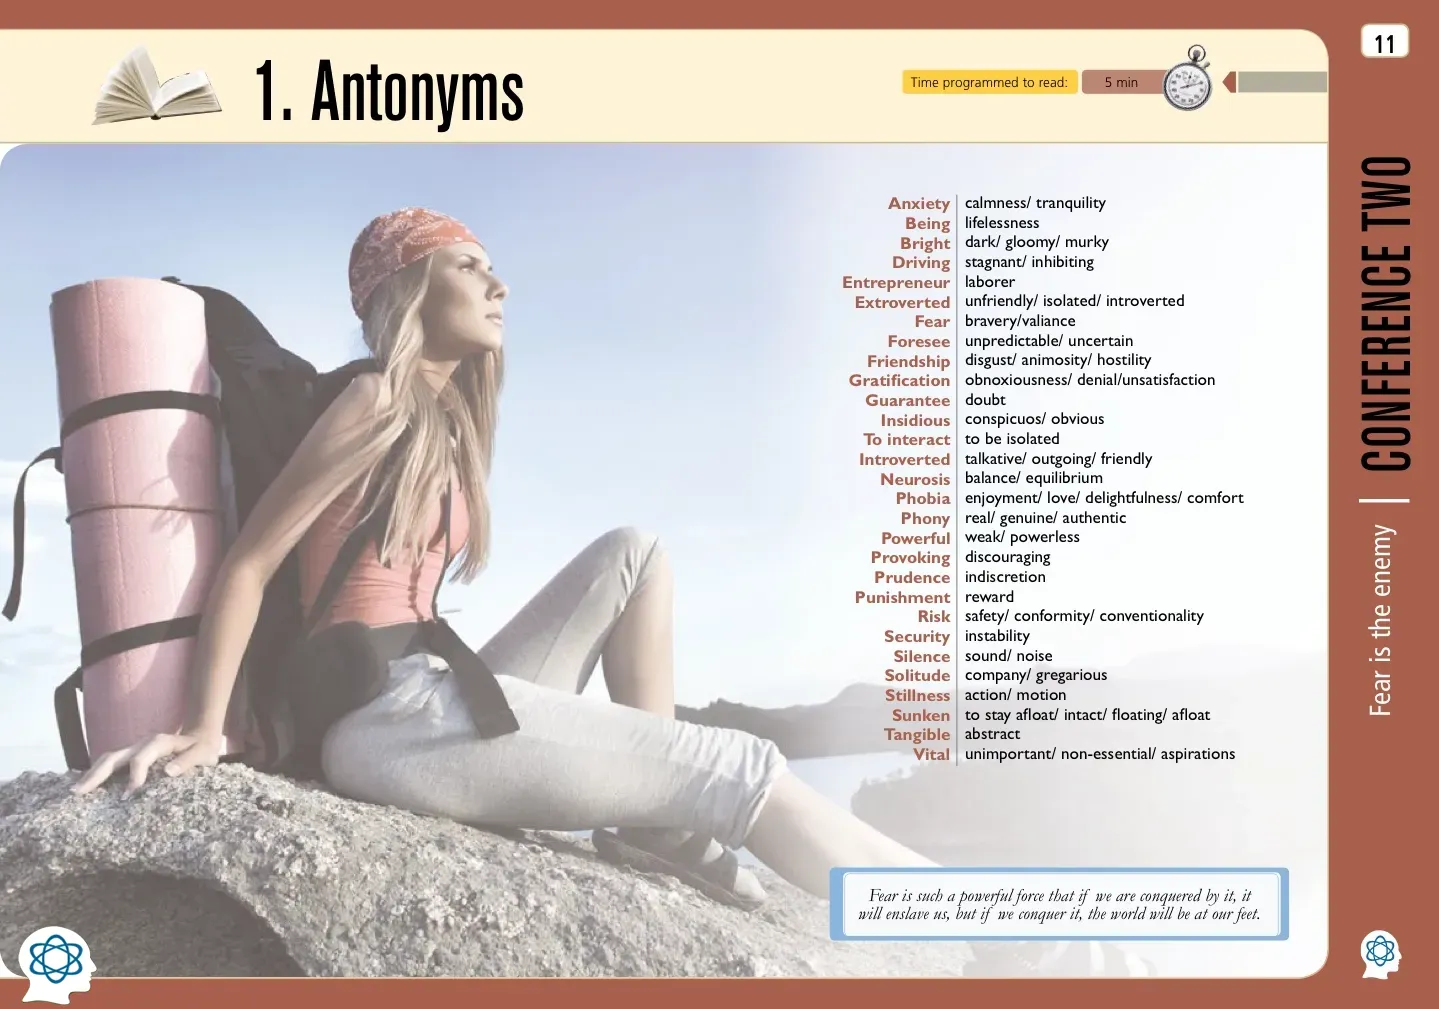 11
1. Antonyms
Time programmed to read: 5 min
Anxiety calmness/ tranquility
Being lifelessness
Bright dark/ gloomy/ murky
Driving stagnant/ inhibiting
Entrepreneur laborer
Extroverted unfriendly/ isolated/ introverted
Fear bravery/valiance
Foresee unpredictable/ uncertain
Friendship disgust/ animosity/ hostility
Gratification obnoxiousness/ denial/unsatisfaction
Guarantee doubt
Insidious conspicuos/ obvious
To interact to be isolated
Introverted talkative/ outgoing/ friendly
Neurosis balance/ equilibrium
Phobia enjoyment/ love/ delightfulness/ comfort
Phony real/ genuine/ authentic
Powerful weak/ powerless
Provoking discouraging
Prudence indiscretion
Punishment reward
Risk safety/ conformity/ conventionality
Security instability
Silence sound/ noise
Solitude company/ gregarious
Stillness action/ motion
Sunken to stay afloat/ intact/ floating/ afloat
Tangible abstract
Vital unimportant/ non-essential/ aspirations
Fear is such a powerful force that if we are conquered by it, it
will enslave us, but if we conquer it, the world will be at our feet.
Fear is the enemy | CONFERENCE TWO